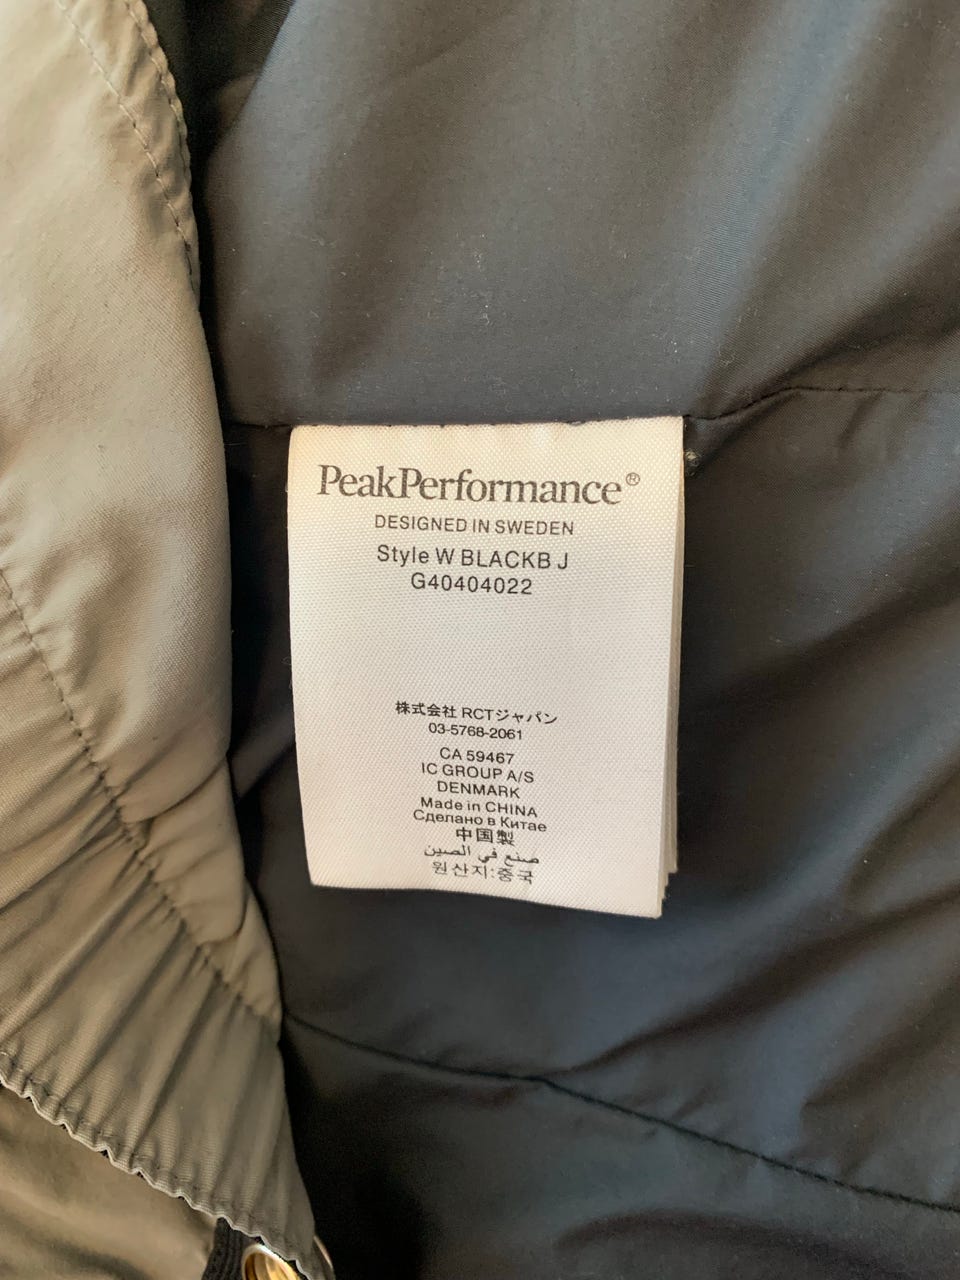 PeakPerformance®
DESIGNED IN SWEDEN
Style W BLACKB J
G40404022
株式会社 RCTジャパン
03-5768-2061
CA 59467
IC GROUP A/S
DENMARK
Made in CHINA
Сделано в Китае
中国製
صنع في الصين
원산지:중국